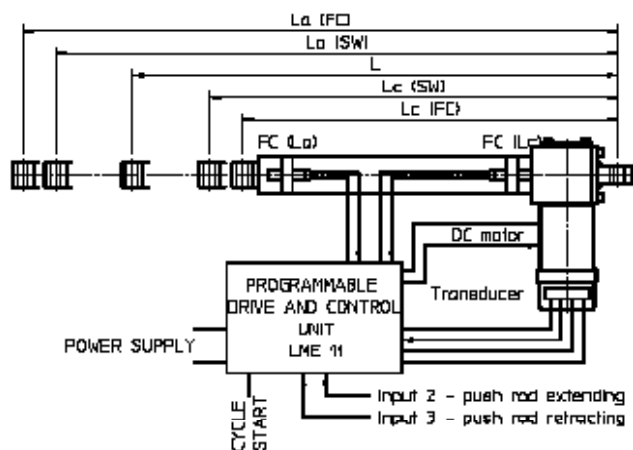 La (FC)
La (SW)
L
Lc (SW)
Lc (FC)
FC (La)
FC (Lc)
DC motor
PROGRAMMABLE
DRIVE AND CONTROL
UNIT
LME 11
Transducer
POWER SUPPLY
CYCLE
START
Input 2 - push rod extending
Input 3 - push rod retracting